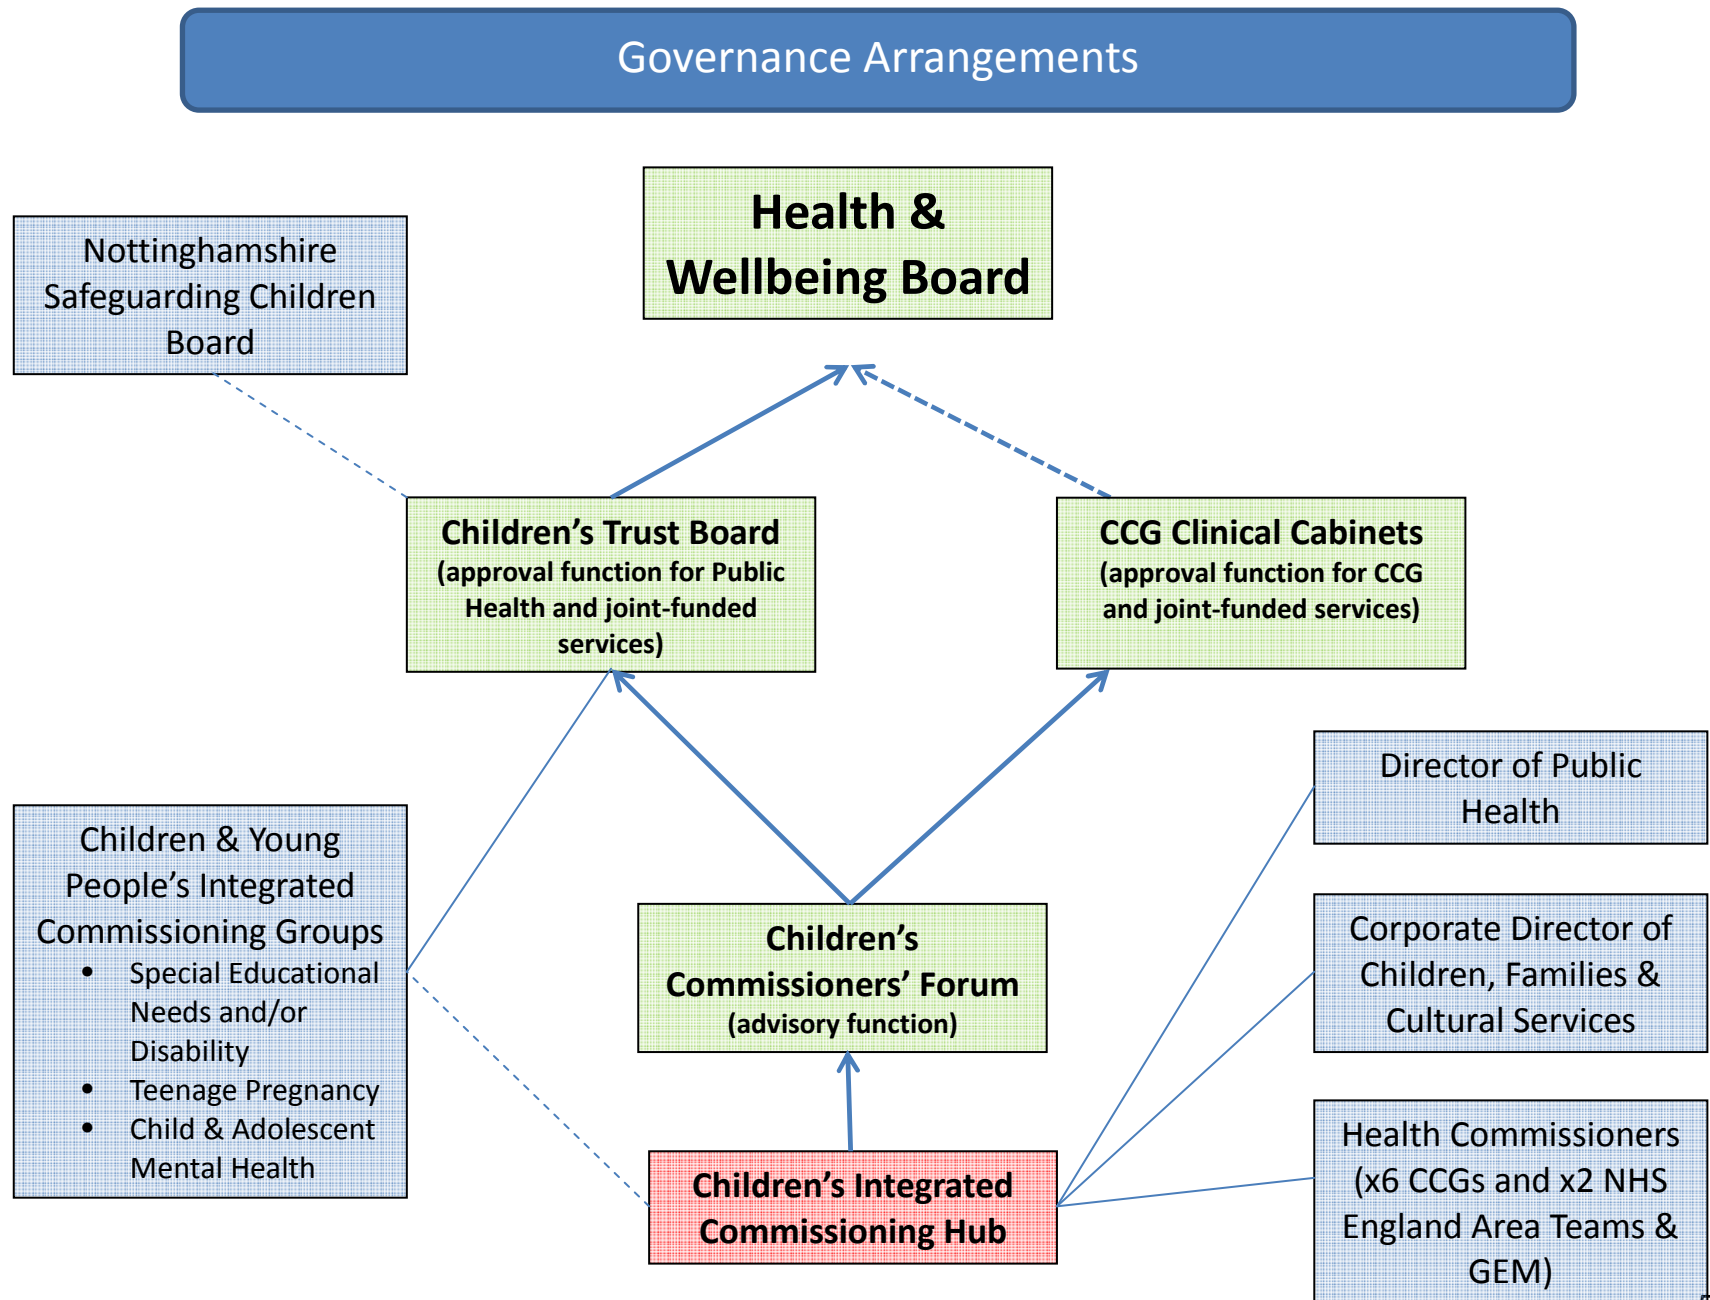 Governance Arrangements
Health &
Wellbeing Board
Nottinghamshire
Safeguarding Children
Board
Children’s Trust Board
(approval function for Public
Health and joint-funded
services)
CCG Clinical Cabinets
(approval function for CCG
and joint-funded services)
Director of Public
Health
Children & Young
People’s Integrated
Commissioning Groups
• Special Educational
Needs and/or
Disability
• Teenage Pregnancy
• Child & Adolescent
Mental Health
Children’s
Commissioners’ Forum
(advisory function)
Corporate Director of
Children, Families &
Cultural Services
Children’s Integrated
Commissioning Hub
Health Commissioners
(x6 CCGs and x2 NHS
England Area Teams &
GEM)